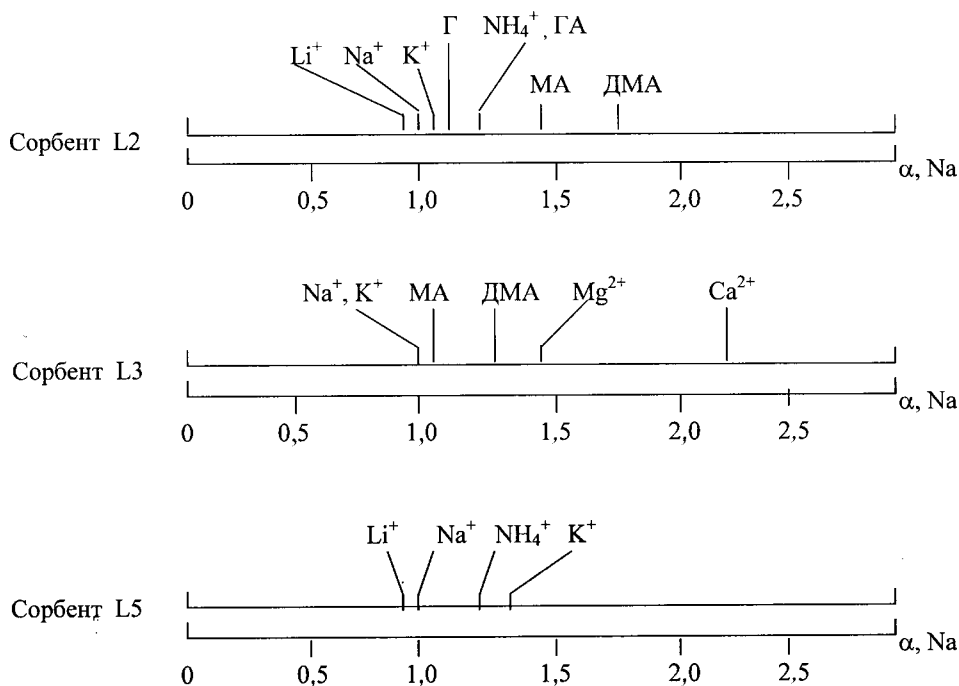 Г NH₄⁺, ГА
Li⁺ Na⁺ K⁺
МА ДМА
Сорбент L2
α, Na
0 0,5 1,0 1,5 2,0 2,5
Na⁺, K⁺ МА ДМА Mg²⁺ Ca²⁺
Сорбент L3
α, Na
0 0,5 1,0 1,5 2,0 2,5
Li⁺ Na⁺ NH₄⁺ K⁺
Сорбент L5
α, Na
0 0,5 1,0 1,5 2,0 2,5